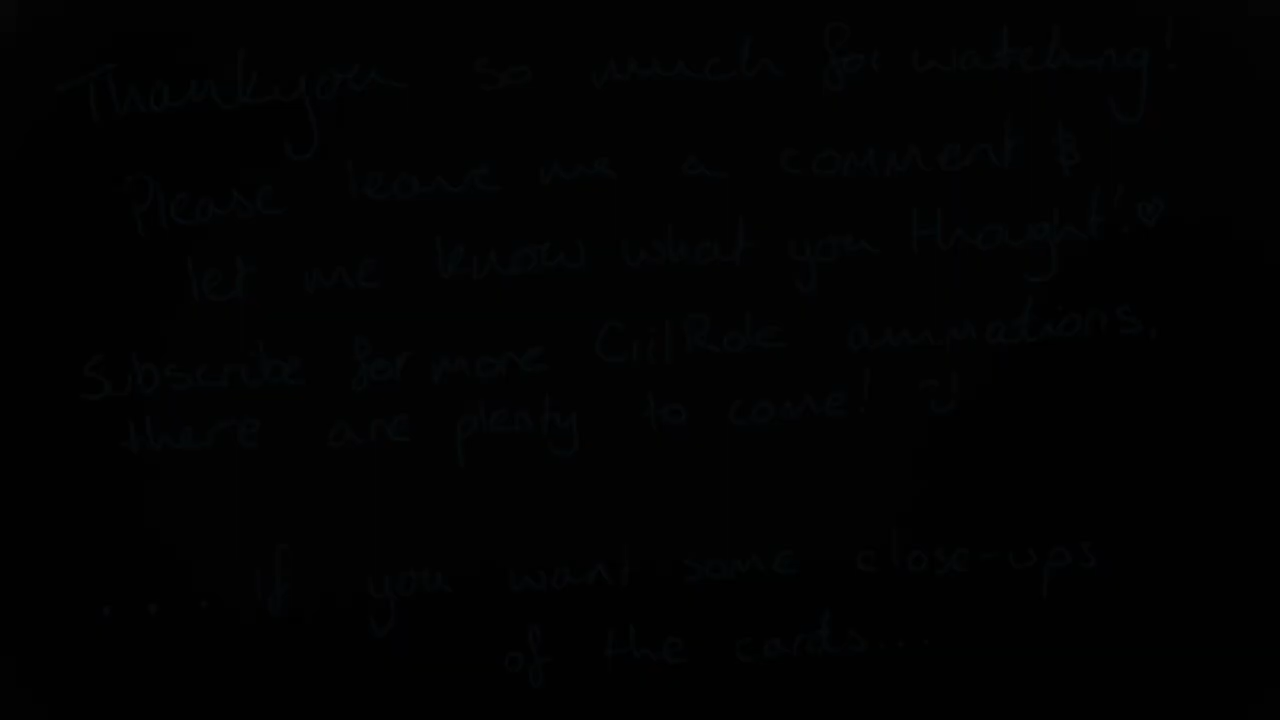 Thankyou so much for watching!
Please leave me a comment &
let me know what you thought! ♥
Subscribe for more CritRole animations,
there are plenty to come! :)
... If you want some close-ups
of the cards...